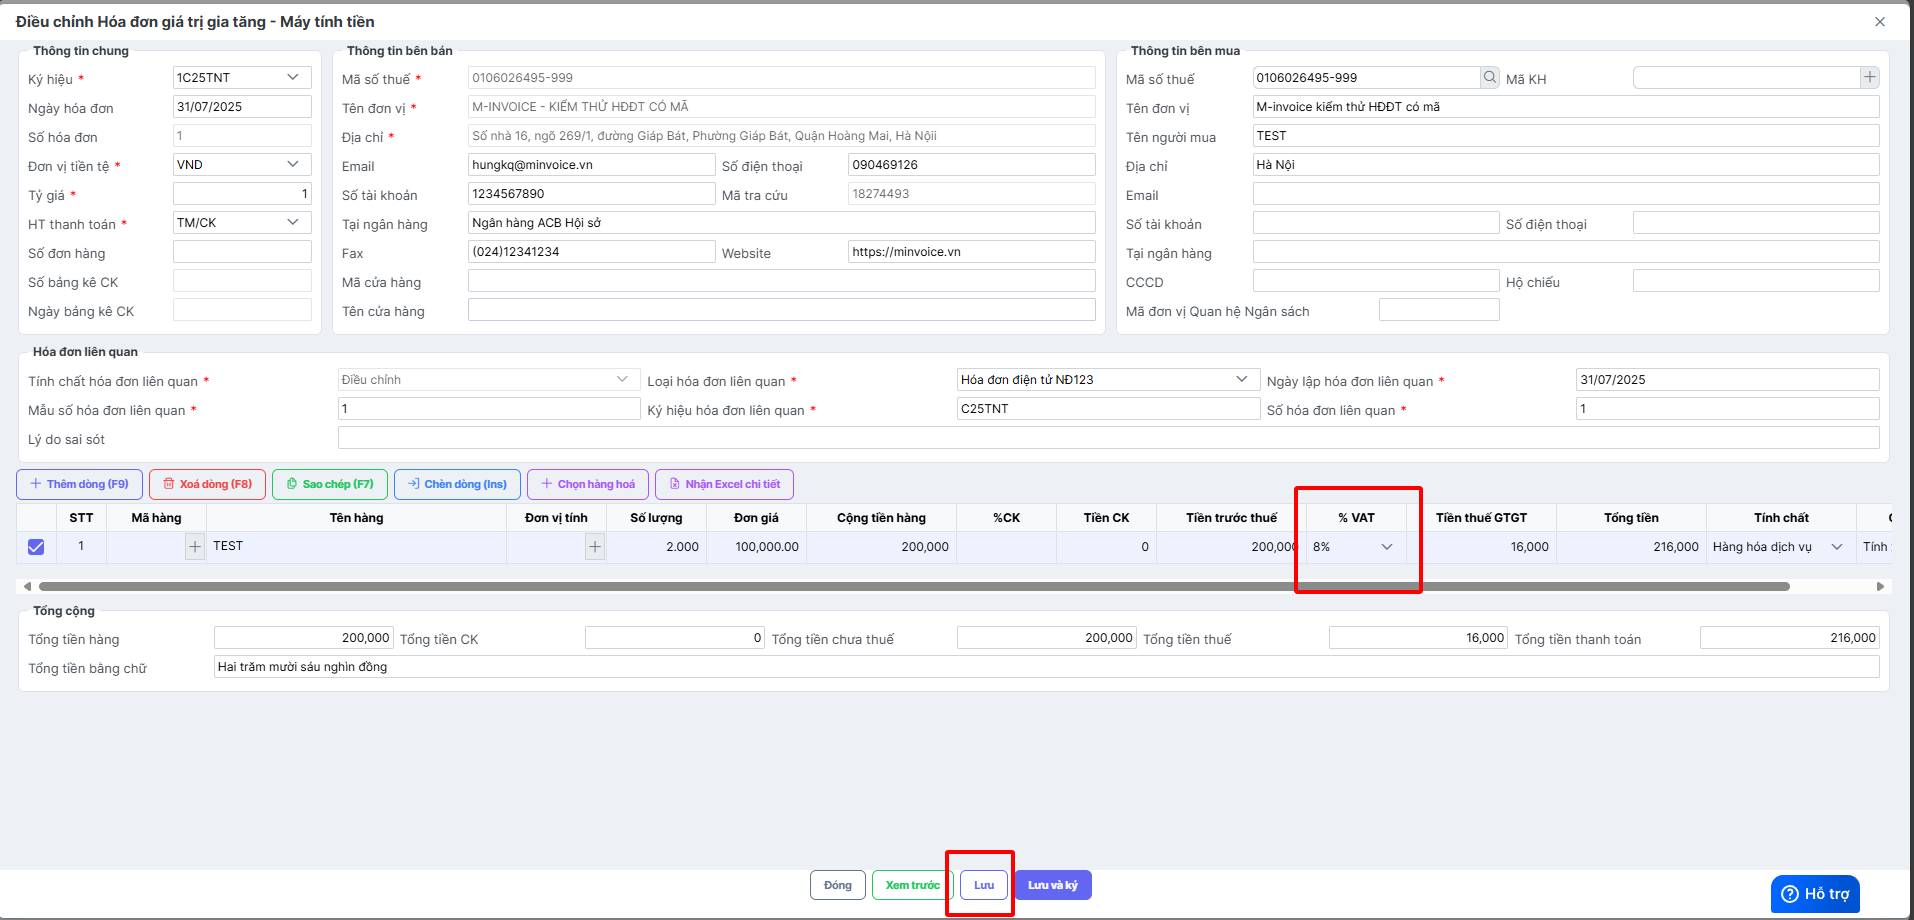 Điều chỉnh Hóa đơn giá trị gia tăng - Máy tính tiền
Thông tin chung
Ký hiệu * 1C25TNT
Ngày hóa đơn 31/07/2025
Số hóa đơn 1
Đơn vị tiền tệ * VND
Tỷ giá * 1
HT thanh toán * TM/CK
Số đơn hàng
Số bảng kê CK
Ngày bảng kê CK
Thông tin bên bán
Mã số thuế * 0106026495-999
Tên đơn vị * M-INVOICE - KIỂM THỬ HĐĐT CÓ MÃ
Địa chỉ * Số nhà 16, ngõ 269/1, đường Giáp Bát, Phường Giáp Bát, Quận Hoàng Mai, Hà Nộii
Email hungkq@minvoice.vn Số điện thoại 090469126
Số tài khoản 1234567890 Mã tra cứu 18274493
Tại ngân hàng Ngân hàng ACB Hội sở
Fax (024)12341234 Website https://minvoice.vn
Mã cửa hàng
Tên cửa hàng
Thông tin bên mua
Mã số thuế 0106026495-999 Mã KH
Tên đơn vị M-invoice kiểm thử HĐĐT có mã
Tên người mua TEST
Địa chỉ Hà Nội
Email
Số tài khoản Số điện thoại
Tại ngân hàng
CCCD Hộ chiếu
Mã đơn vị Quan hệ Ngân sách
Hóa đơn liên quan
Tính chất hóa đơn liên quan * Điều chỉnh Loại hóa đơn liên quan * Hóa đơn điện tử NĐ123 Ngày lập hóa đơn liên quan * 31/07/2025
Mẫu số hóa đơn liên quan * 1 Ký hiệu hóa đơn liên quan * C25TNT Số hóa đơn liên quan * 1
Lý do sai sót
Thêm dòng (F9) Xoá dòng (F8) Sao chép (F7) Chèn dòng (Ins) Chọn hàng hoá Nhận Excel chi tiết
STT Mã hàng Tên hàng Đơn vị tính Số lượng Đơn giá Cộng tiền hàng %CK Tiền CK Tiền trước thuế % VAT Tiền thuế GTGT Tổng tiền Tính chất
1 TEST 2.000 100,000.00 200,000 0 200,000 8% 16,000 216,000 Hàng hóa dịch vụ Tính
Tổng cộng
Tổng tiền hàng 200,000 Tổng tiền CK 0 Tổng tiền chưa thuế 200,000 Tổng tiền thuế 16,000 Tổng tiền thanh toán 216,000
Tổng tiền bằng chữ Hai trăm mười sáu nghìn đồng
Đóng Xem trước Lưu Lưu và ký
Hỗ trợ